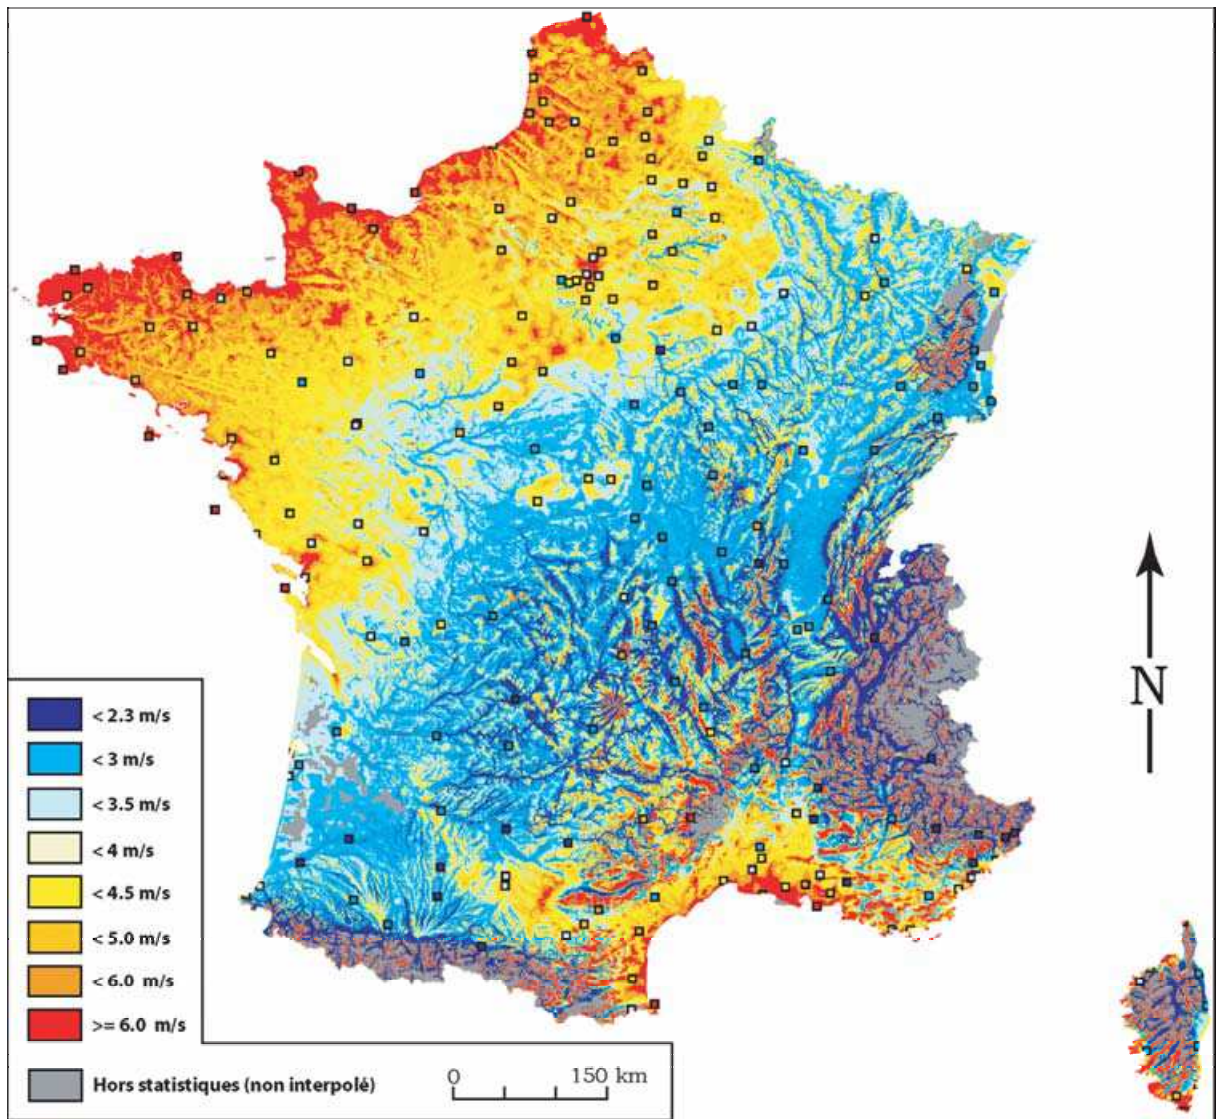 N
< 2.3 m/s
< 3 m/s
< 3.5 m/s
< 4 m/s
< 4.5 m/s
< 5.0 m/s
< 6.0 m/s
>= 6.0 m/s
Hors statistiques (non interpolé)
0 150 km